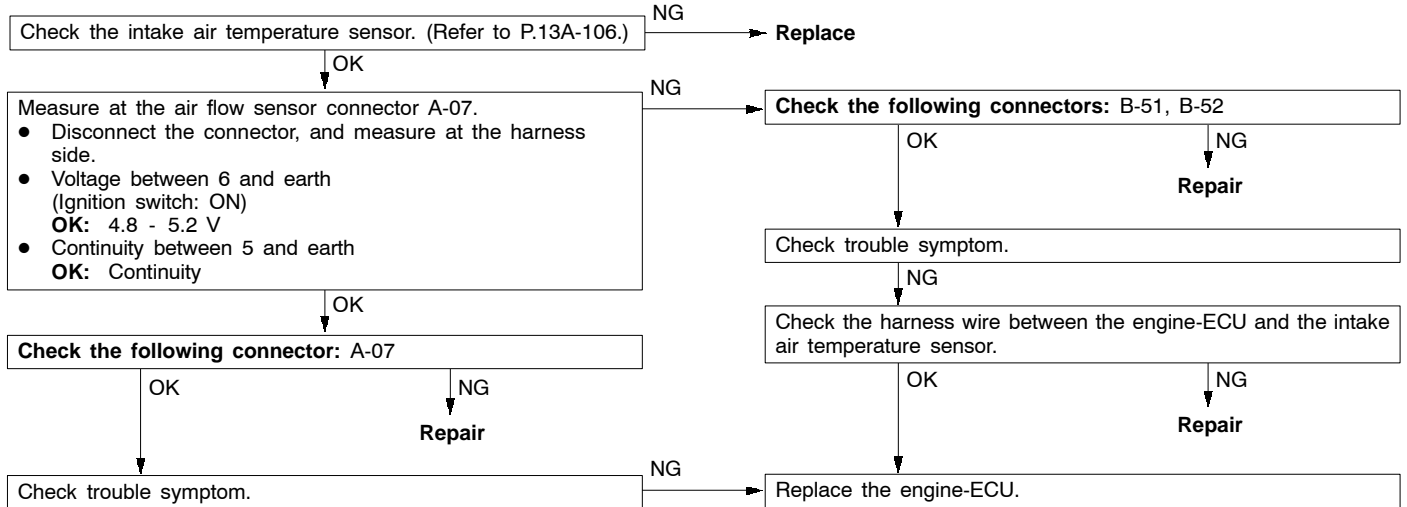 Check the intake air temperature sensor. (Refer to P.13A-106.)
NG
Replace
OK
Measure at the air flow sensor connector A-07.
● Disconnect the connector, and measure at the harness
side.
● Voltage between 6 and earth
(Ignition switch: ON)
OK: 4.8 - 5.2 V
● Continuity between 5 and earth
OK: Continuity
NG
Check the following connectors: B-51, B-52
OK
NG
Repair
Check trouble symptom.
NG
Check the harness wire between the engine-ECU and the intake
air temperature sensor.
OK
NG
Repair
OK
Check the following connector: A-07
OK
NG
Repair
Check trouble symptom.
NG
Replace the engine-ECU.